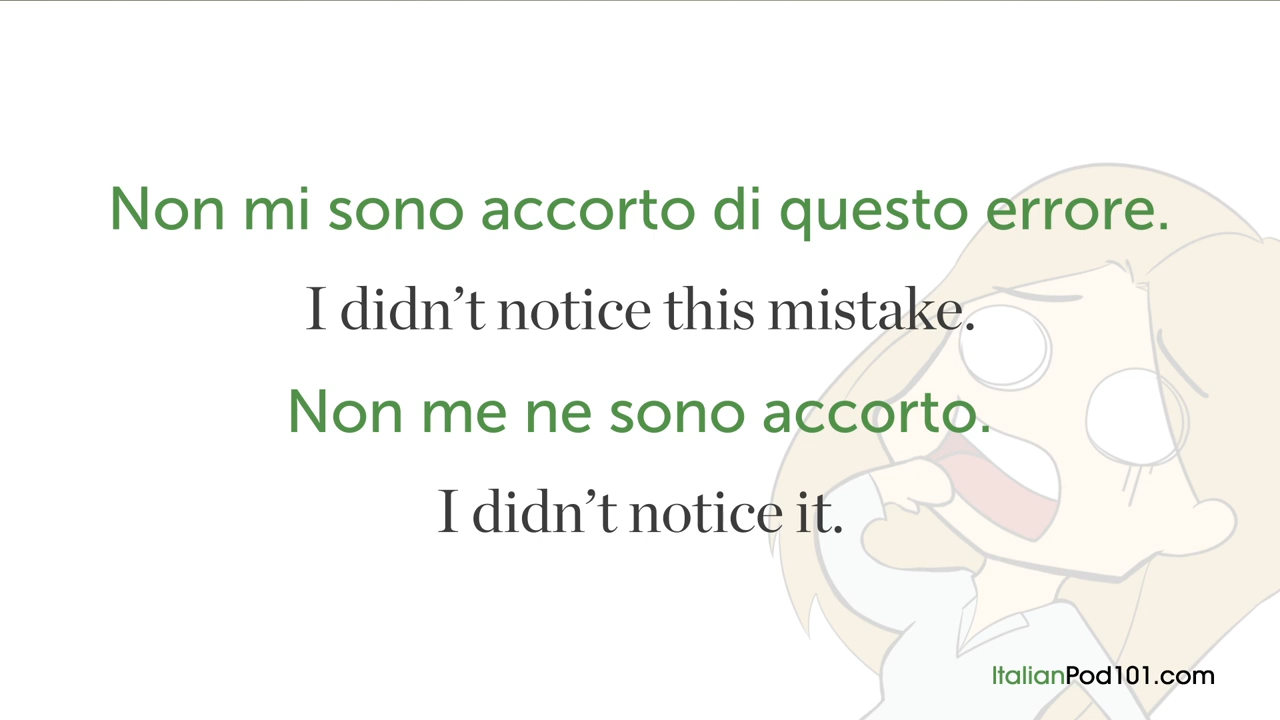 Non mi sono accorto di questo errore.
I didn’t notice this mistake.
Non me ne sono accorto.
I didn’t notice it.
ItalianPod101.com